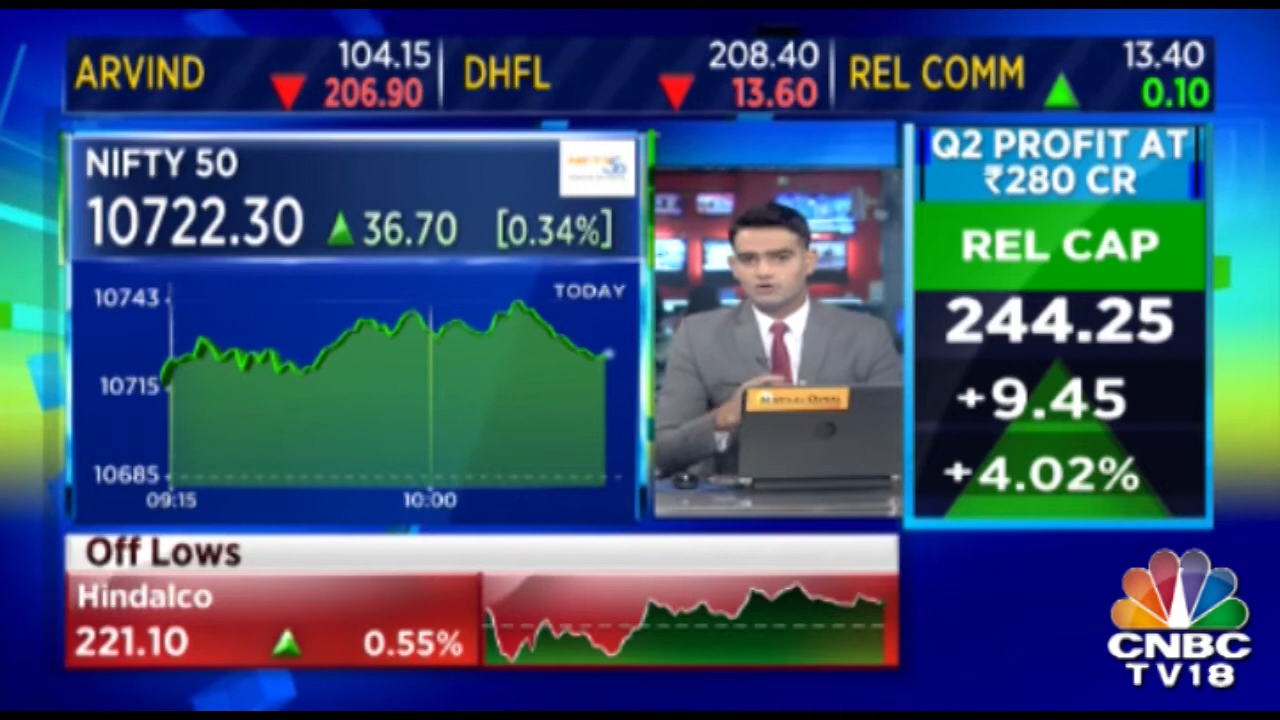 ARVIND
104.15
206.90
DHFL
208.40
13.60
REL COMM
13.40
0.10
NIFTY 50
10722.30
36.70 [0.34%]
TODAY
10743
10715
10685
09:15 10:00
Q2 PROFIT AT
₹280 CR
REL CAP
244.25
+9.45
+4.02%
Off Lows
Hindalco
221.10 0.55%
CNBC
TV18